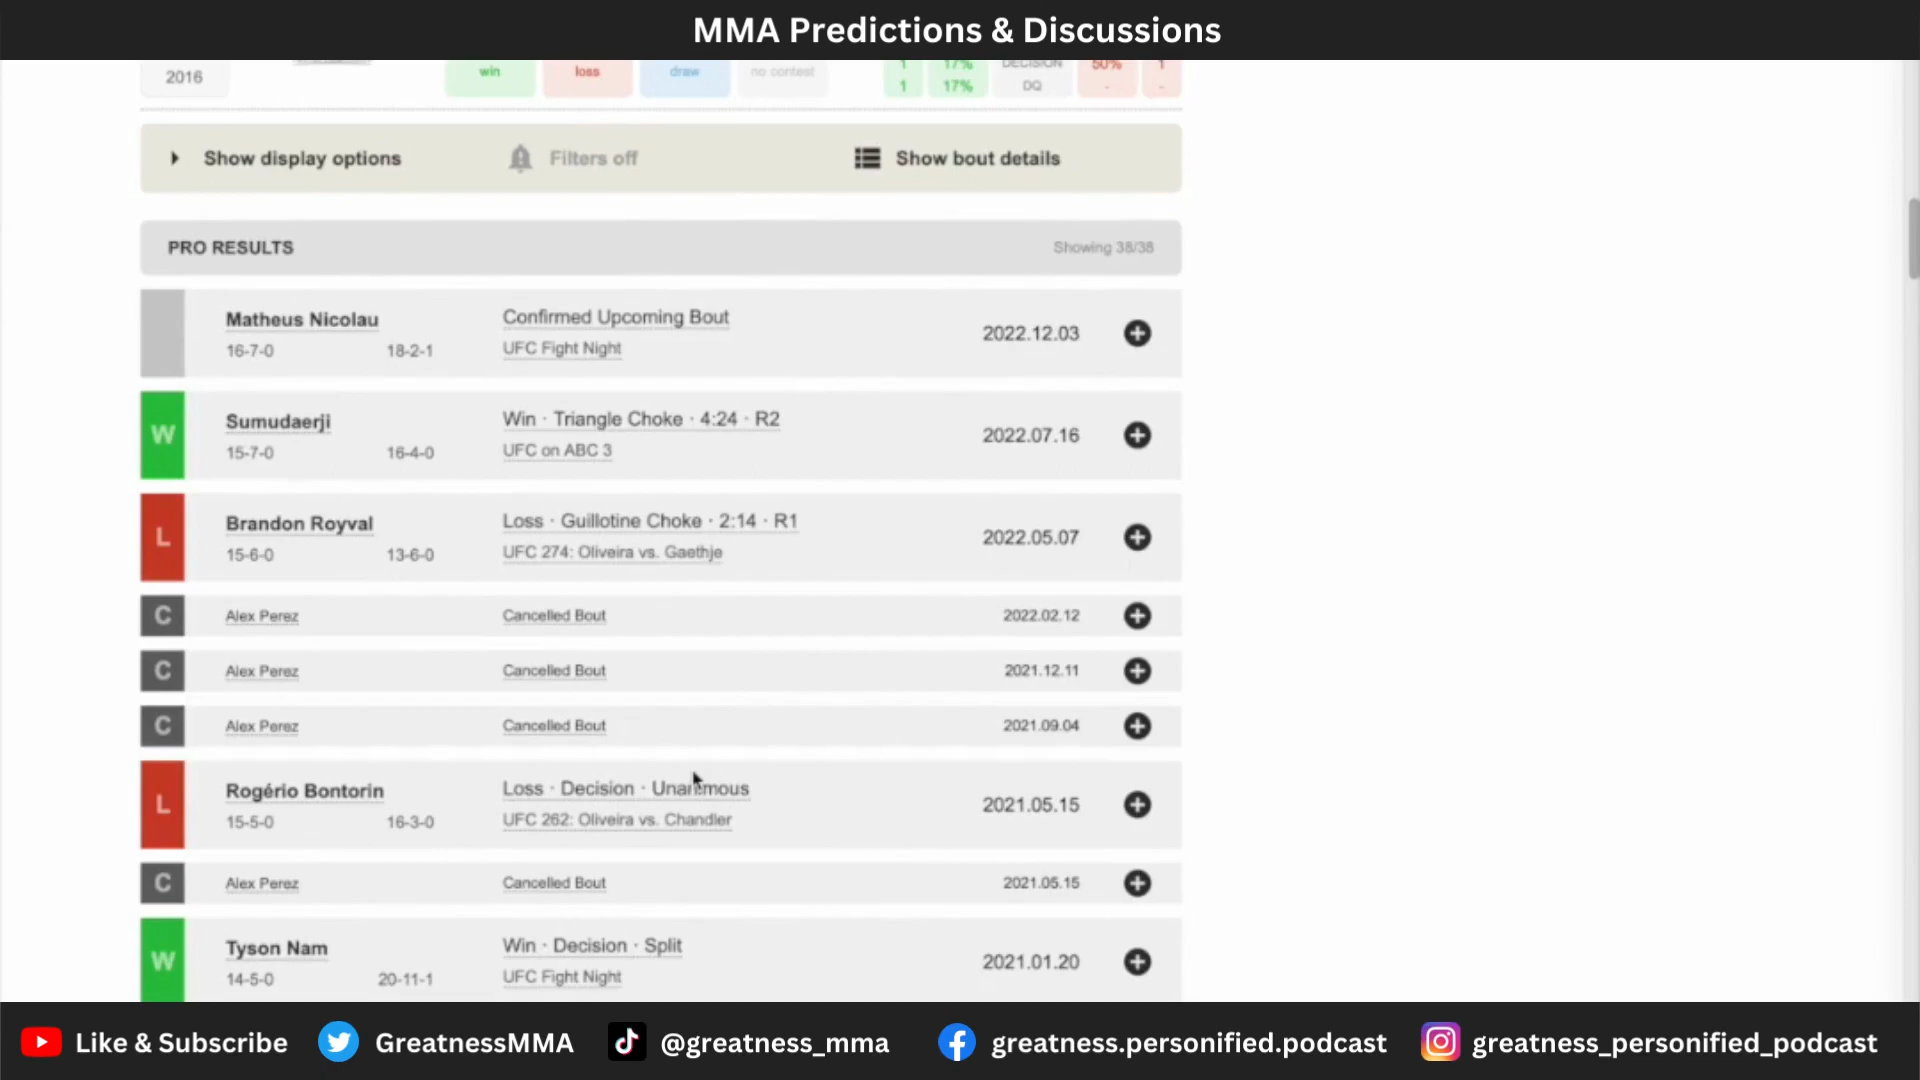 MMA Predictions & Discussions
2016
win
loss
draw
no contest
1 17% DECISION 50% 1
1 17% DQ - -
Show display options
Filters off
Show bout details
PRO RESULTS
Showing 38/38
Matheus Nicolau
16-7-0 18-2-1
Confirmed Upcoming Bout
UFC Fight Night
2022.12.03
W
Sumudaerji
15-7-0 16-4-0
Win · Triangle Choke · 4:24 · R2
UFC on ABC 3
2022.07.16
L
Brandon Royval
15-6-0 13-6-0
Loss · Guillotine Choke · 2:14 · R1
UFC 274: Oliveira vs. Gaethje
2022.05.07
C Alex Perez Cancelled Bout 2022.02.12
C Alex Perez Cancelled Bout 2021.12.11
C Alex Perez Cancelled Bout 2021.09.04
L
Rogério Bontorin
15-5-0 16-3-0
Loss · Decision · Unanimous
UFC 262: Oliveira vs. Chandler
2021.05.15
C Alex Perez Cancelled Bout 2021.05.15
W
Tyson Nam
14-5-0 20-11-1
Win · Decision · Split
UFC Fight Night
2021.01.20
Like & Subscribe GreatnessMMA @greatness_mma greatness.personified.podcast greatness_personified_podcast